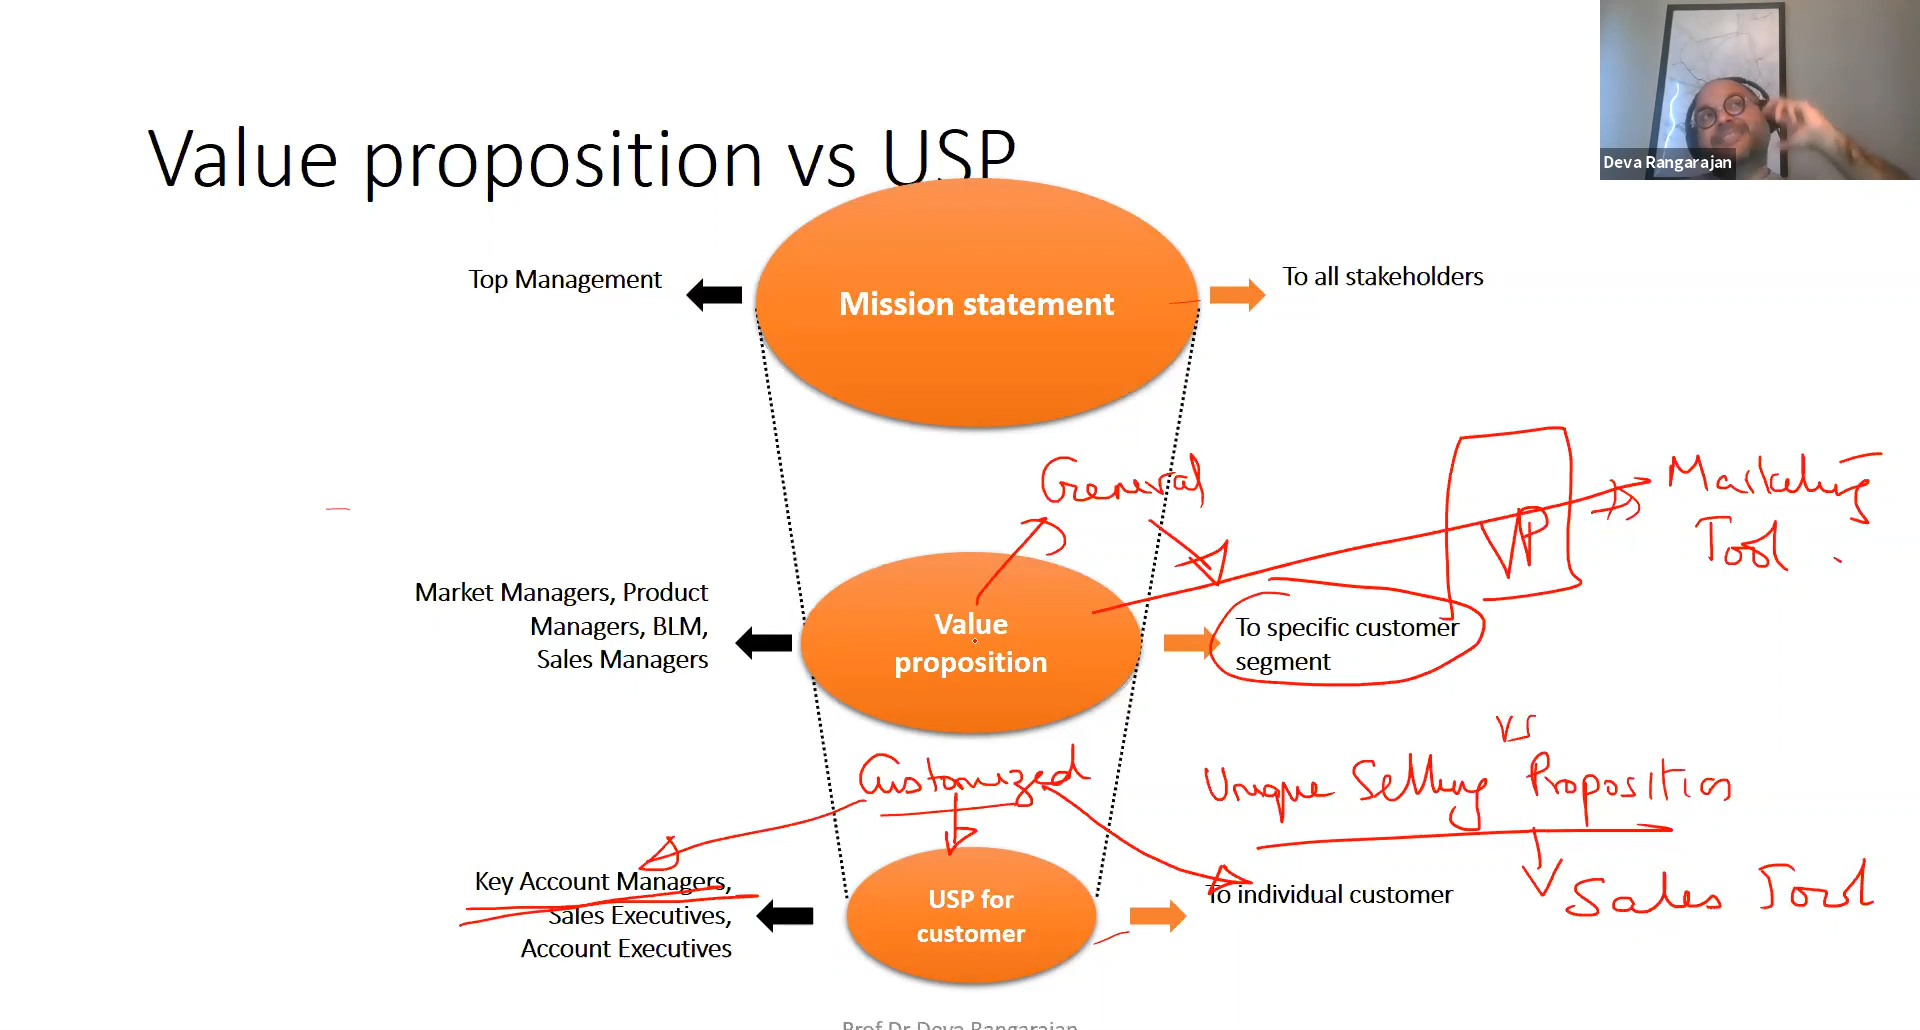 Deva Rangarajan
Value proposition vs USP
Top Management
Mission statement
To all stakeholders
General
Marketing
Tool
VP
Market Managers, Product
Managers, BLM,
Sales Managers
Value
proposition
To specific customer
segment
vs
Customized
Unique Selling Proposition
Key Account Managers,
Sales Executives,
Account Executives
USP for
customer
To individual customer
Sales Tool
Prof Dr Deva Rangarajan